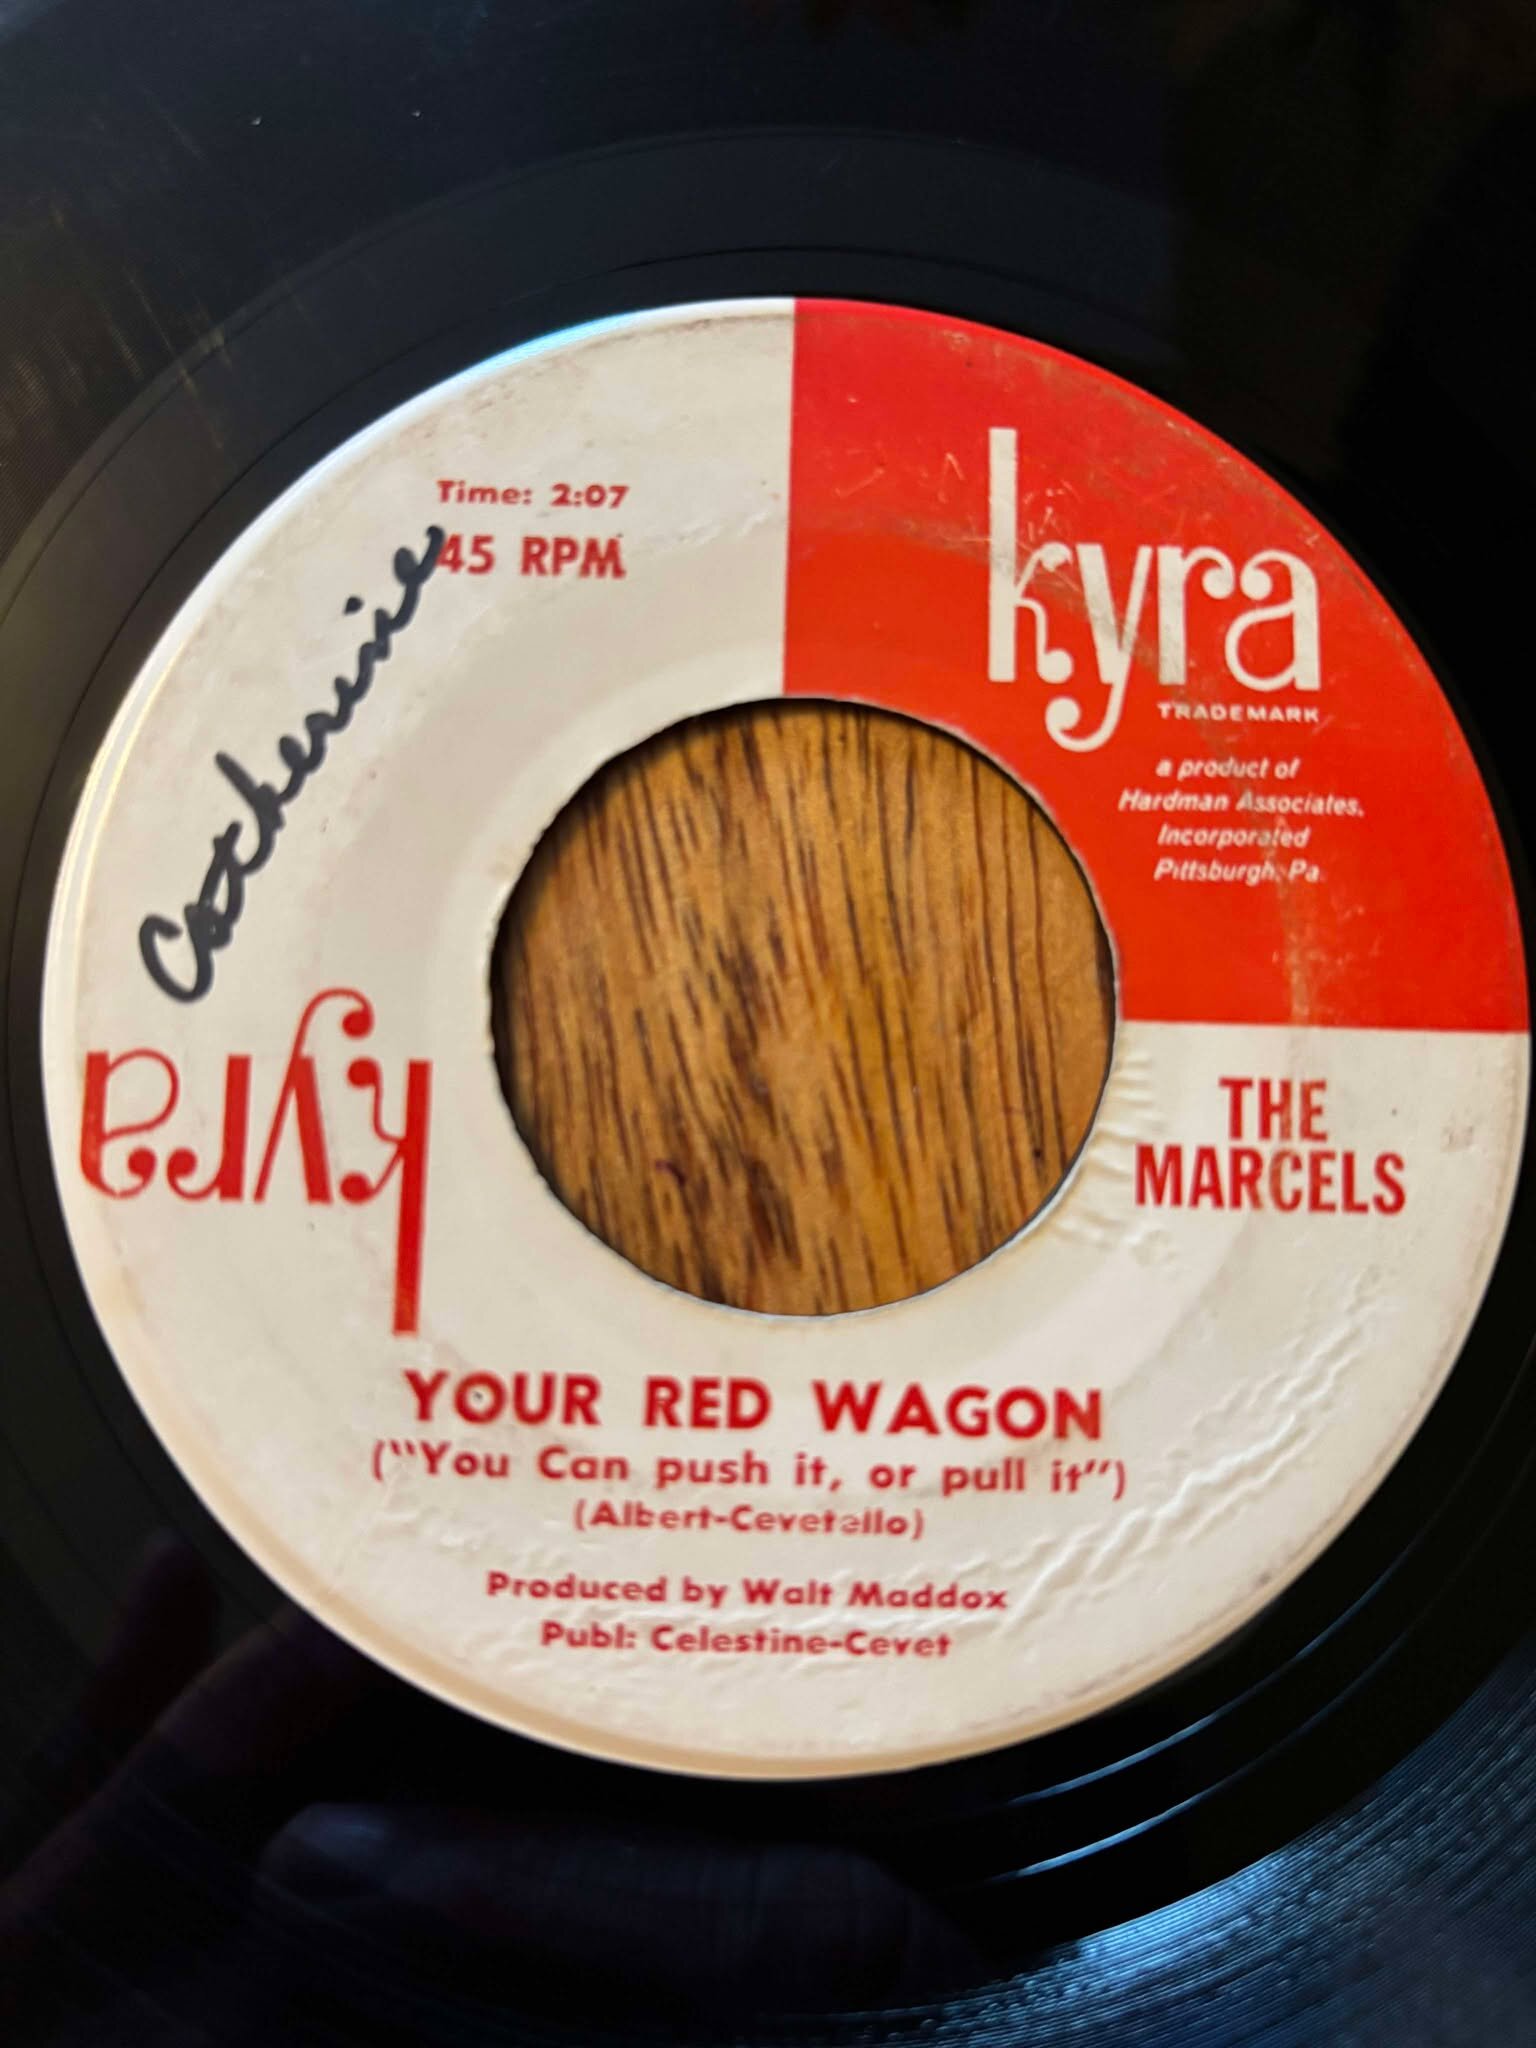 Time: 2:07
45 RPM
Catherine
kyra
TRADEMARK
a product of
Hardman Associates,
Incorporated
Pittsburgh, Pa.
kyra
THE
MARCELS
YOUR RED WAGON
("You Can push it, or pull it")
(Albert-Cevetello)
Produced by Walt Maddox
Publ: Celestine-Cevet